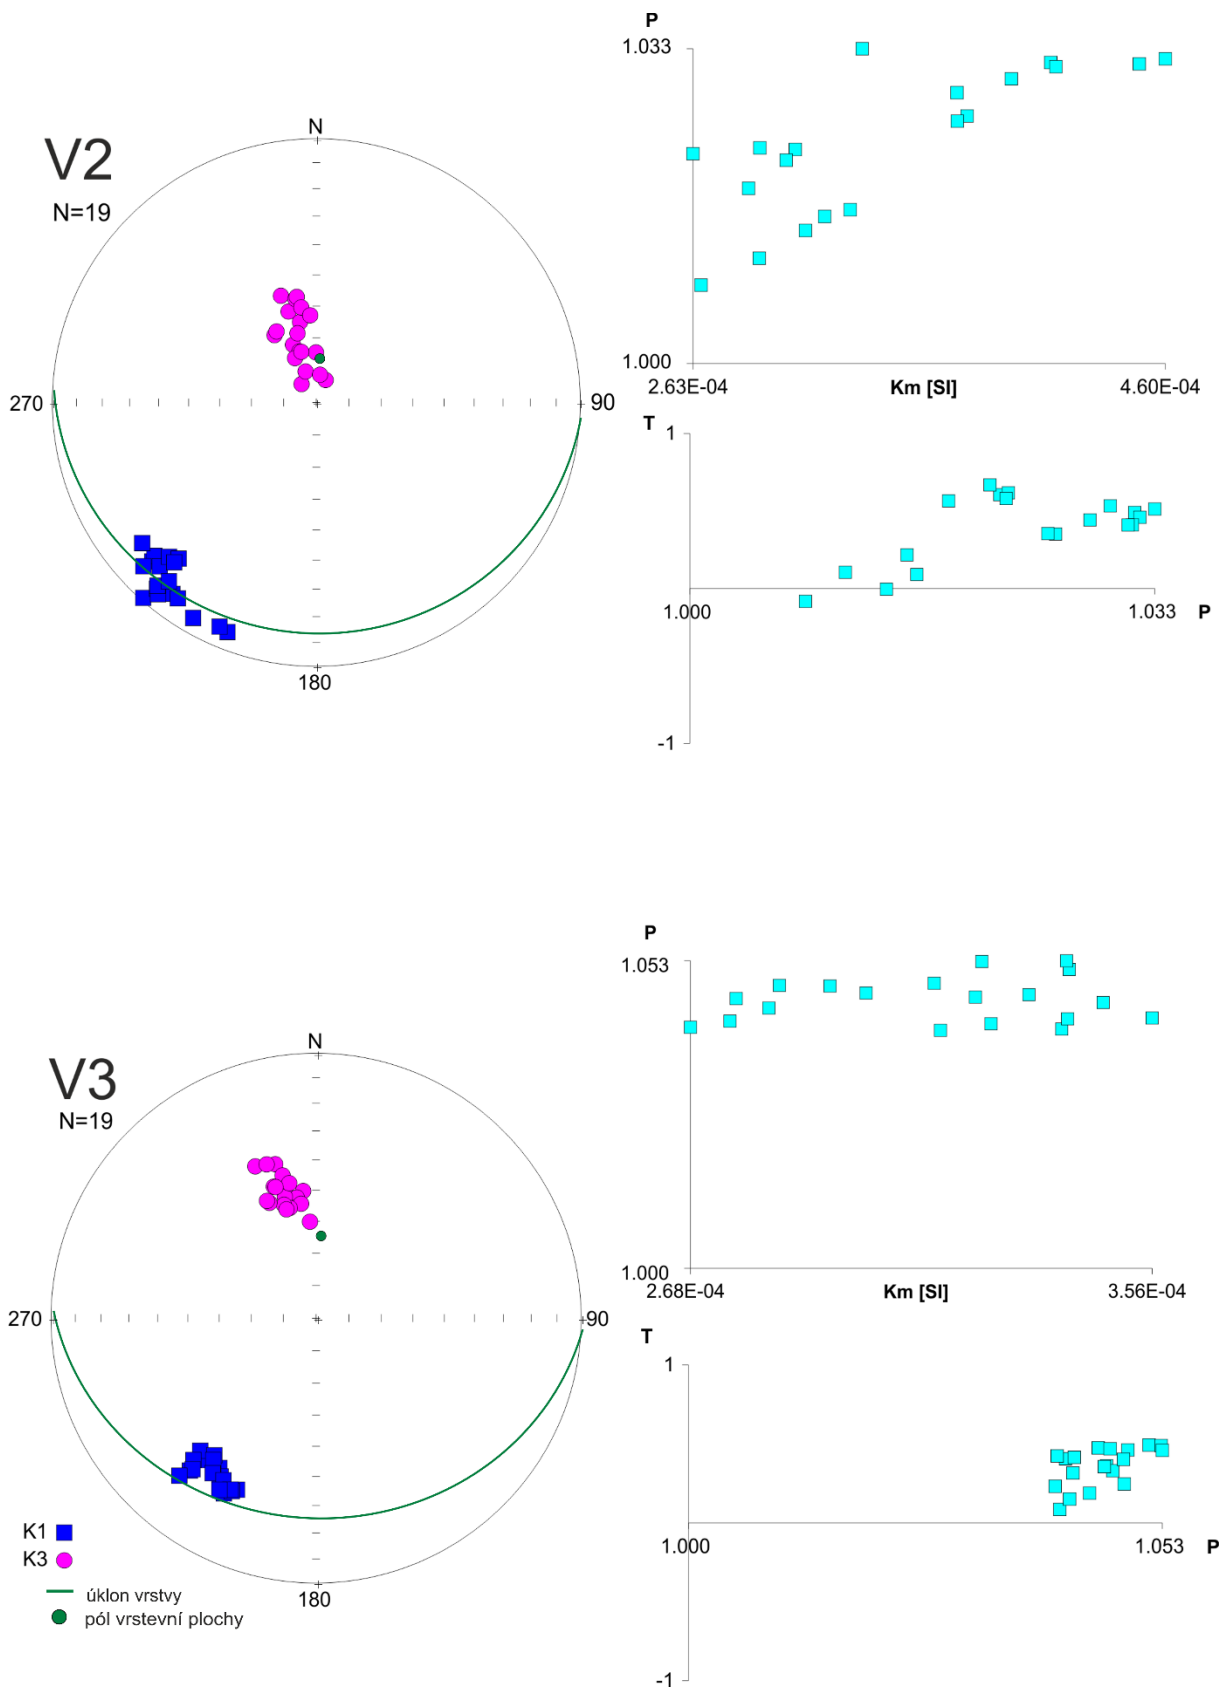 V2
N=19
N
270
90
180
P
1.033
1.000
2.63E-04
Km [SI]
4.60E-04
T
1
1.000
1.033
P
-1
V3
N=19
N
270
90
180
K1
K3
úklon vrstvy
pól vrstevní plochy
P
1.053
1.000
2.68E-04
Km [SI]
3.56E-04
T
1
1.000
1.053
P
-1